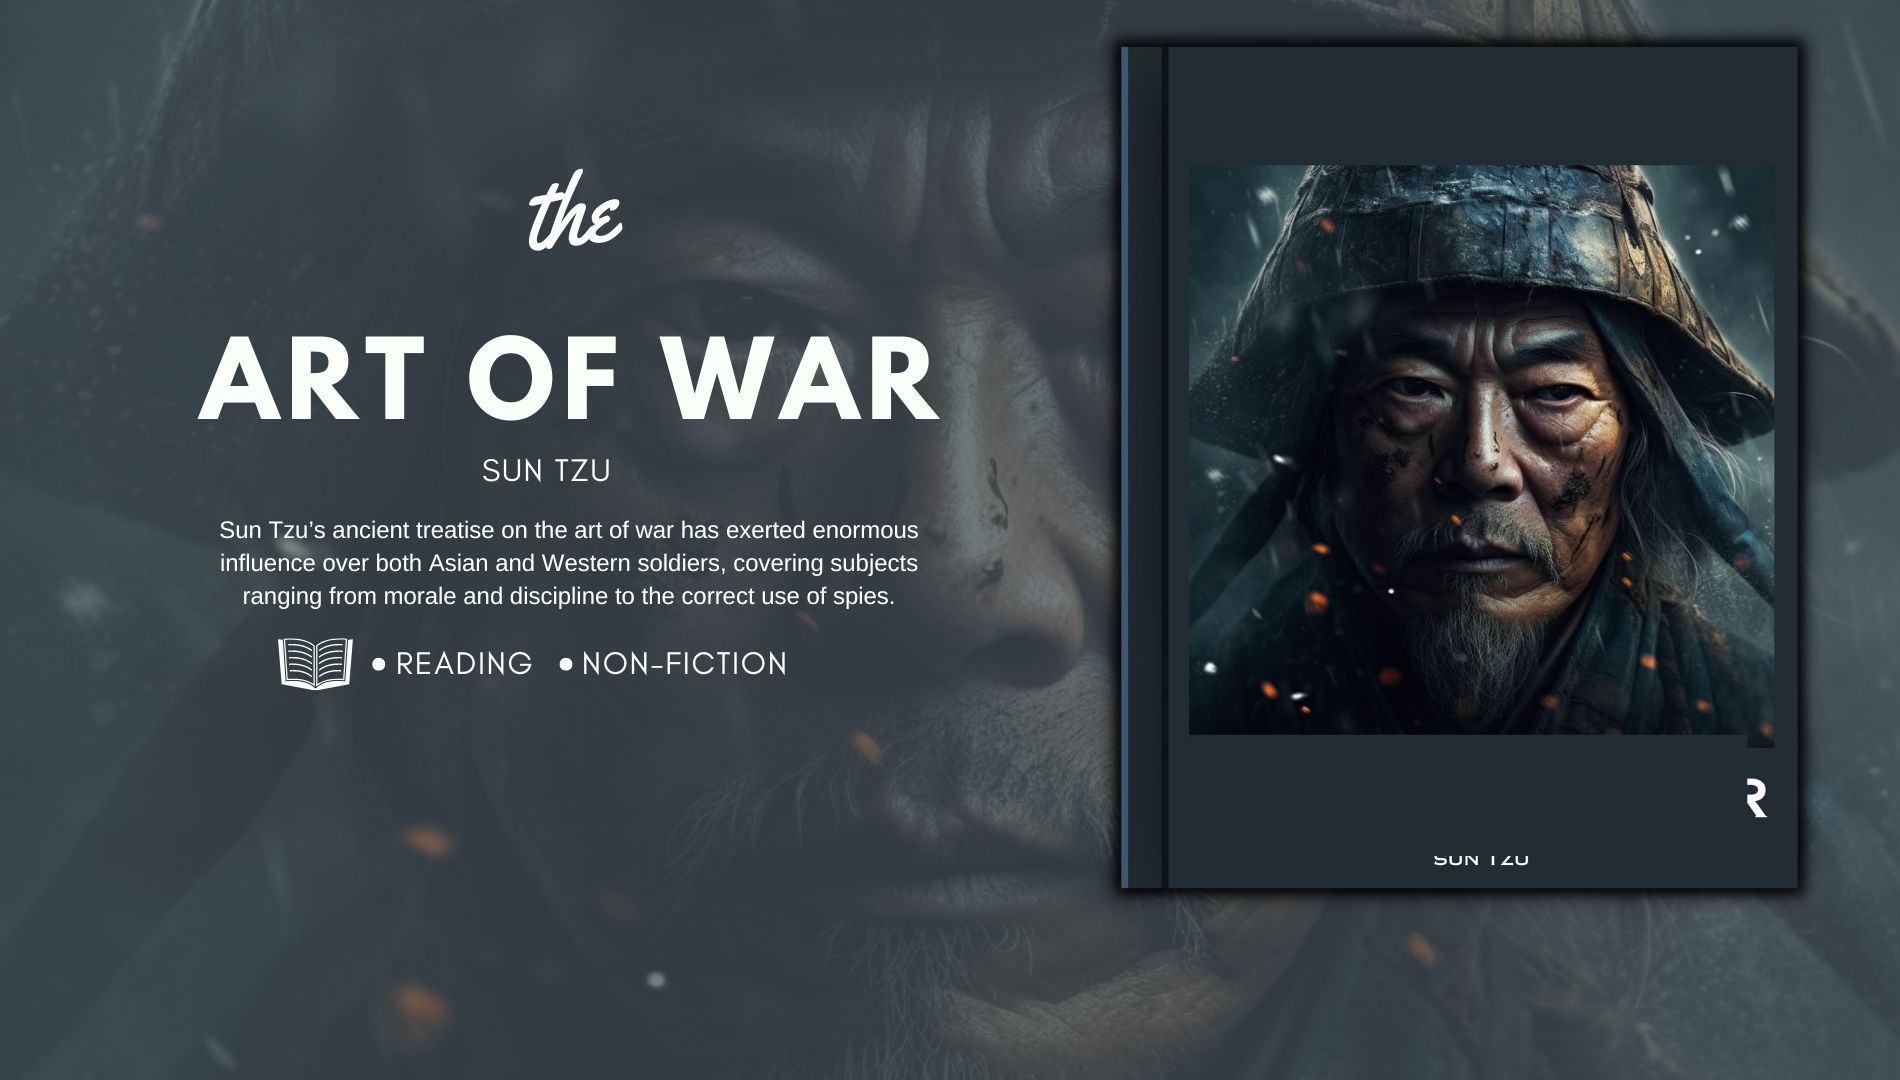 the
ART OF WAR
SUN TZU
Sun Tzu’s ancient treatise on the art of war has exerted enormous
influence over both Asian and Western soldiers, covering subjects
ranging from morale and discipline to the correct use of spies.
• READING • NON-FICTION
R
SUN TZU